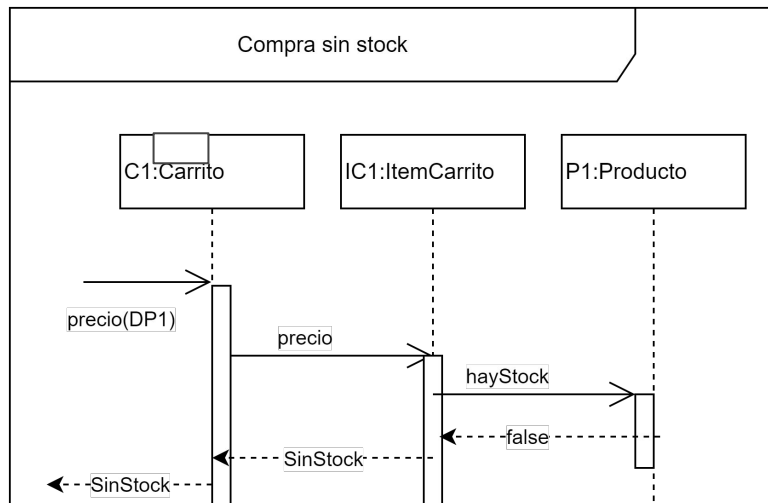 Compra sin stock
C1:Carrito
IC1:ItemCarrito
P1:Producto
precio(DP1)
precio
hayStock
false
SinStock
SinStock